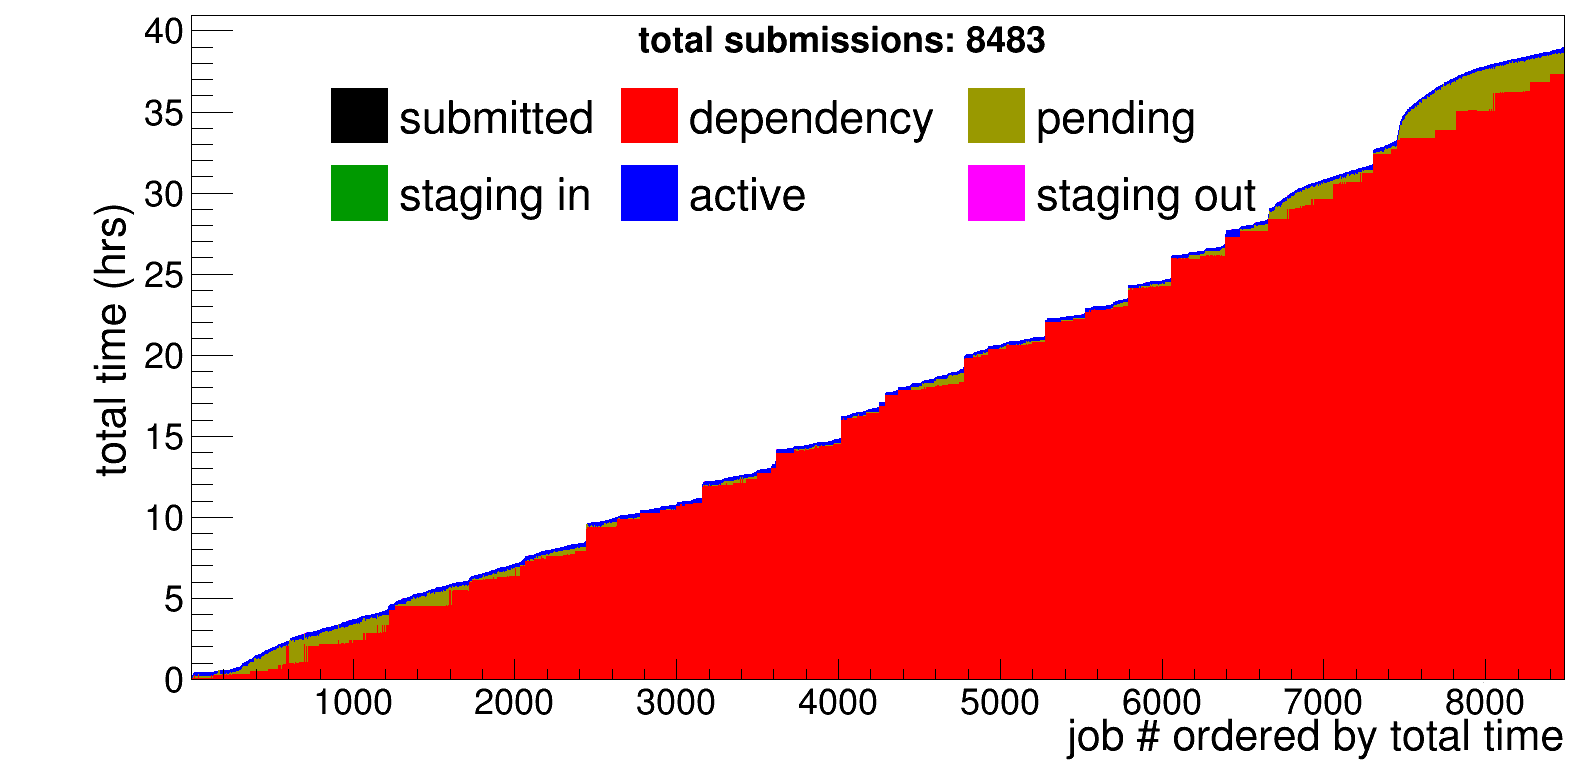 total submissions: 8483
submitted dependency pending
staging in active staging out
total time (hrs)
40
35
30
25
20
15
10
5
0
1000 2000 3000 4000 5000 6000 7000 8000
job # ordered by total time